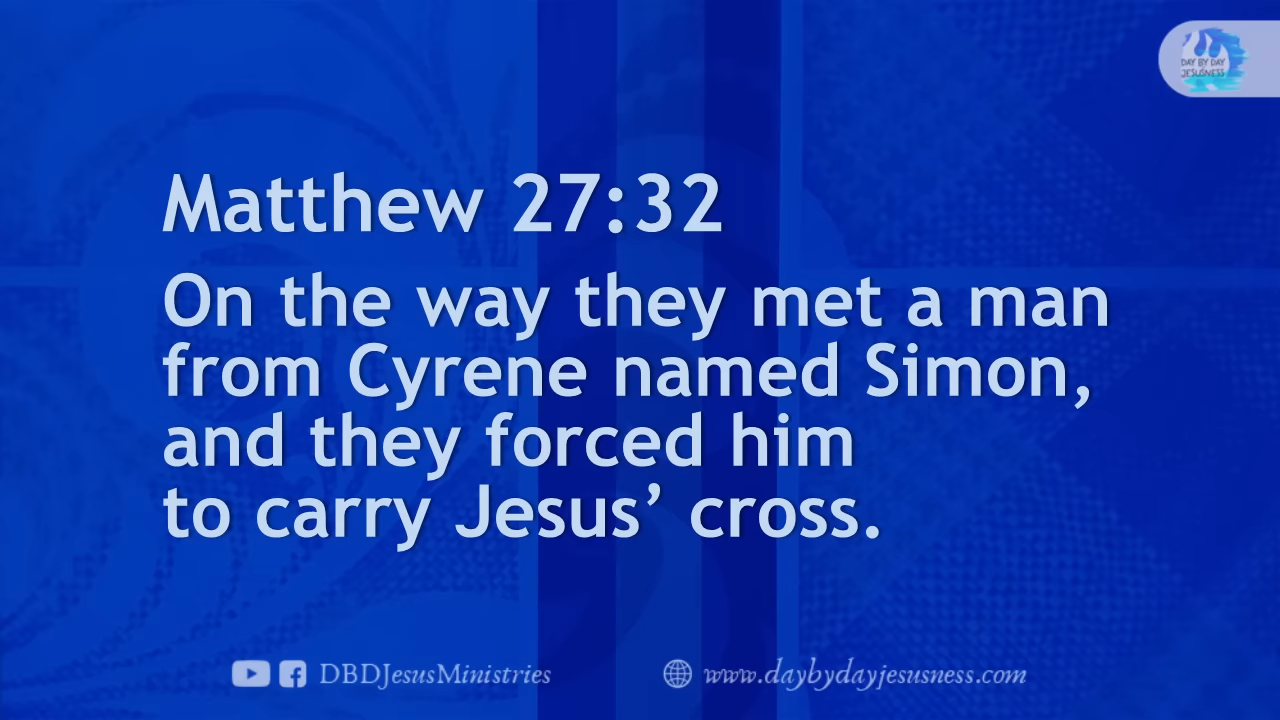 DAY BY DAY
JESUSNESS
Matthew 27:32
On the way they met a man
from Cyrene named Simon,
and they forced him
to carry Jesus’ cross.
DBDJesusMinistries
www.daybydayjesusness.com